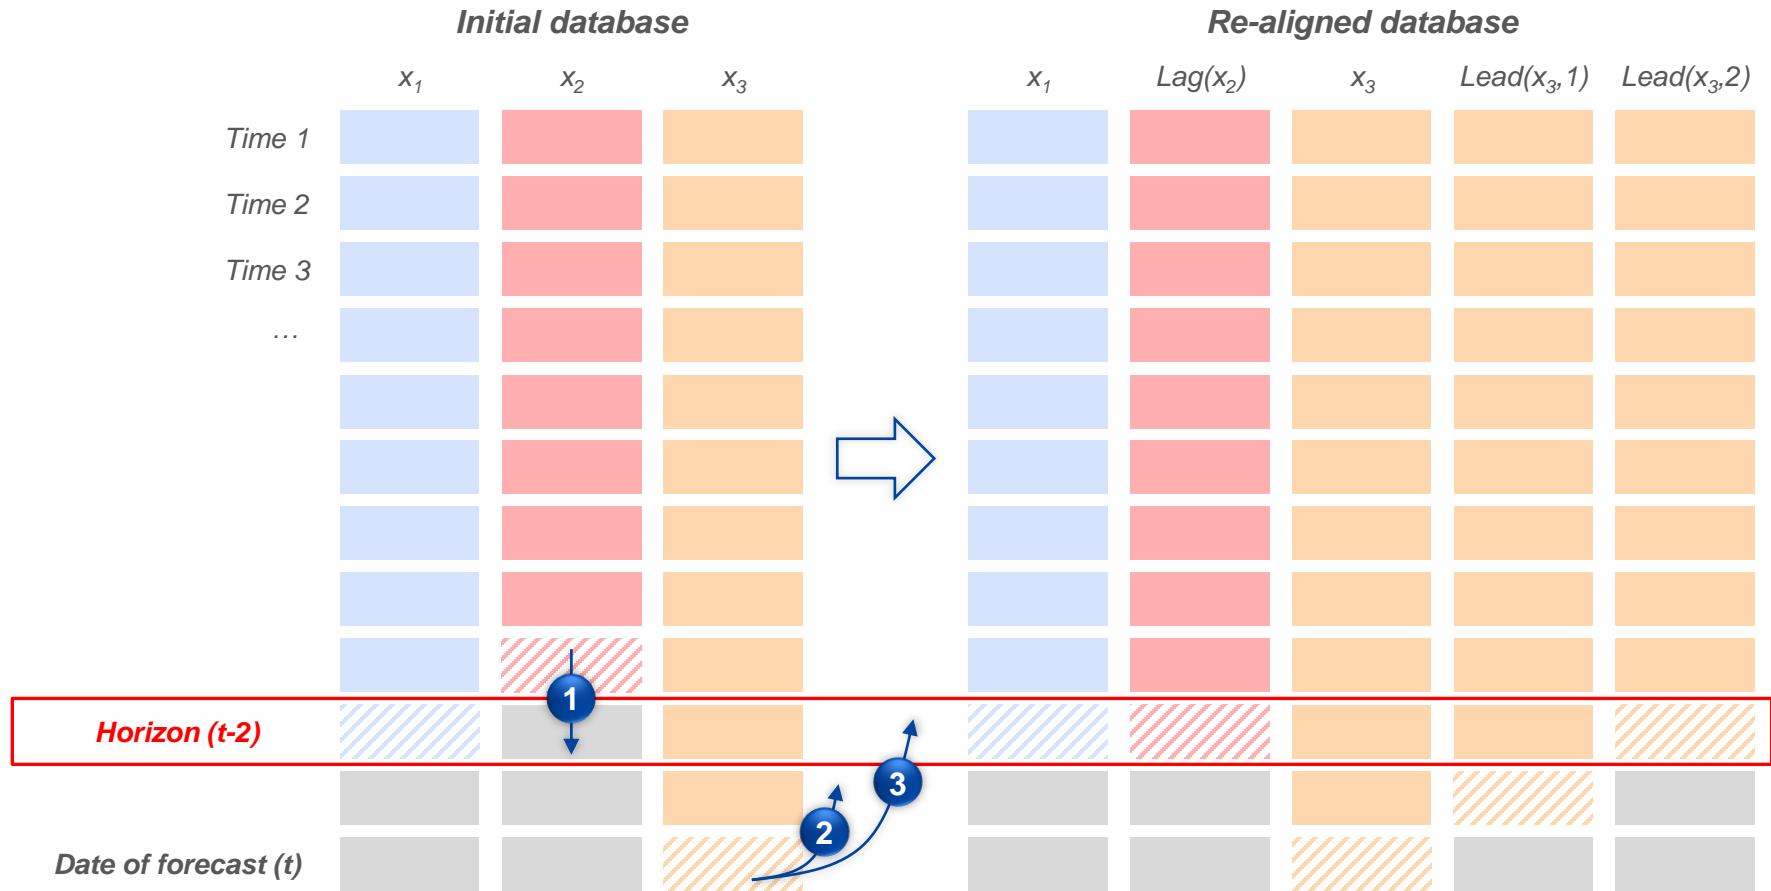 Initial database
Re-aligned database
x1 x2 x3 x1 Lag(x2) x3 Lead(x3,1) Lead(x3,2)
Time 1
Time 2
Time 3
…
1
Horizon (t-2)
3
2
Date of forecast (t)